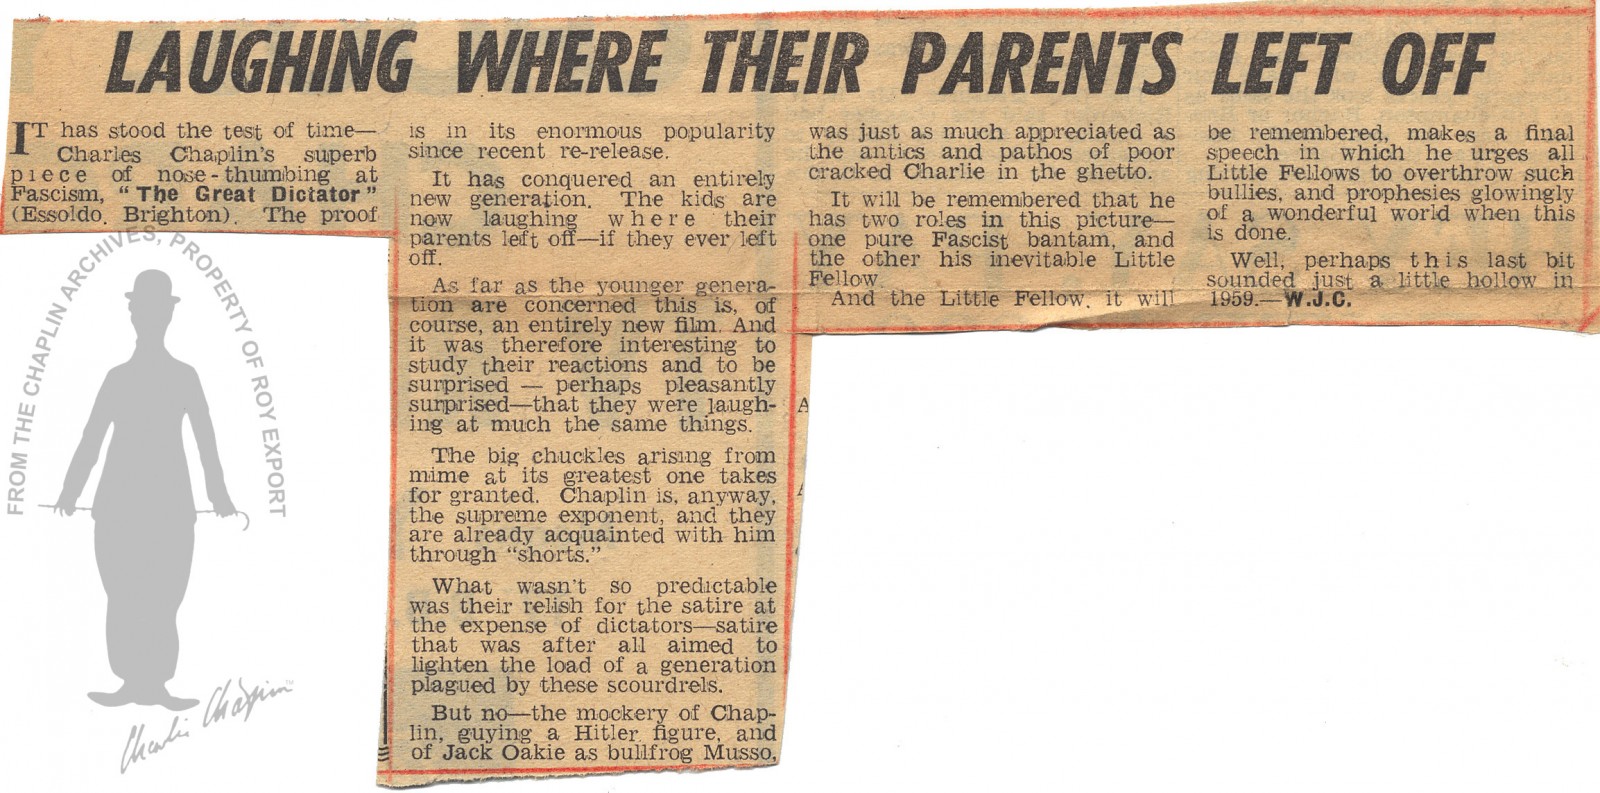 LAUGHING WHERE THEIR PARENTS LEFT OFF
IT has stood the test of time—
Charles Chaplin's superb
piece of nose-thumbing at
Fascism, "The Great Dictator"
(Essoldo, Brighton). The proof
is in its enormous popularity
since recent re-release.
It has conquered an entirely
new generation. The kids are
now laughing where their
parents left off—if they ever left
off.
As far as the younger genera-
tion are concerned this is, of
course, an entirely new film. And
it was therefore interesting to
study their reactions and to be
surprised — perhaps pleasantly
surprised—that they were laugh-
ing at much the same things.
The big chuckles arising from
mime at its greatest one takes
for granted. Chaplin is, anyway,
the supreme exponent, and they
are already acquainted with him
through "shorts."
What wasn't so predictable
was their relish for the satire at
the expense of dictators—satire
that was after all aimed to
lighten the load of a generation
plagued by these scourdrels.
But no—the mockery of Chap-
lin, guying a Hitler figure, and
of Jack Oakie as bullfrog Musso,
was just as much appreciated as
the antics and pathos of poor
cracked Charlie in the ghetto.
It will be remembered that he
has two roles in this picture—
one pure Fascist bantam, and
the other his inevitable Little
Fellow.
And the Little Fellow, it will
be remembered, makes a final
speech in which he urges all
Little Fellows to overthrow such
bullies, and prophesies glowingly
of a wonderful world when this
is done.
Well, perhaps this last bit
sounded just a little hollow in
1959.—W.J.C.
FROM THE CHAPLIN ARCHIVES, PROPERTY OF ROY EXPORT
Charlie Chaplin™